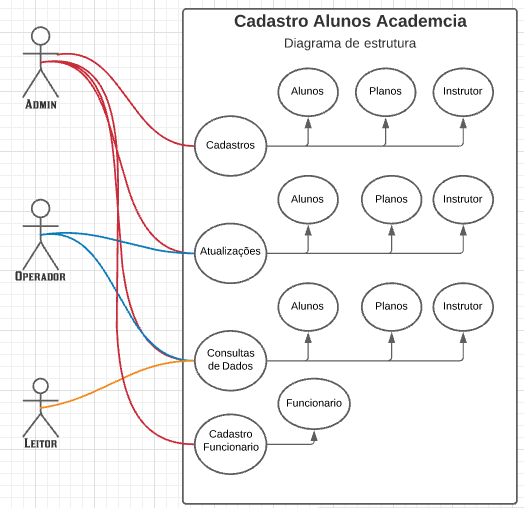 Cadastro Alunos Academcia
Diagrama de estrutura
Admin
Alunos
Planos
Instrutor
Cadastros
Alunos
Planos
Instrutor
Operador
Atualizações
Alunos
Planos
Instrutor
Consultas
de Dados
Leitor
Funcionario
Cadastro
Funcionario